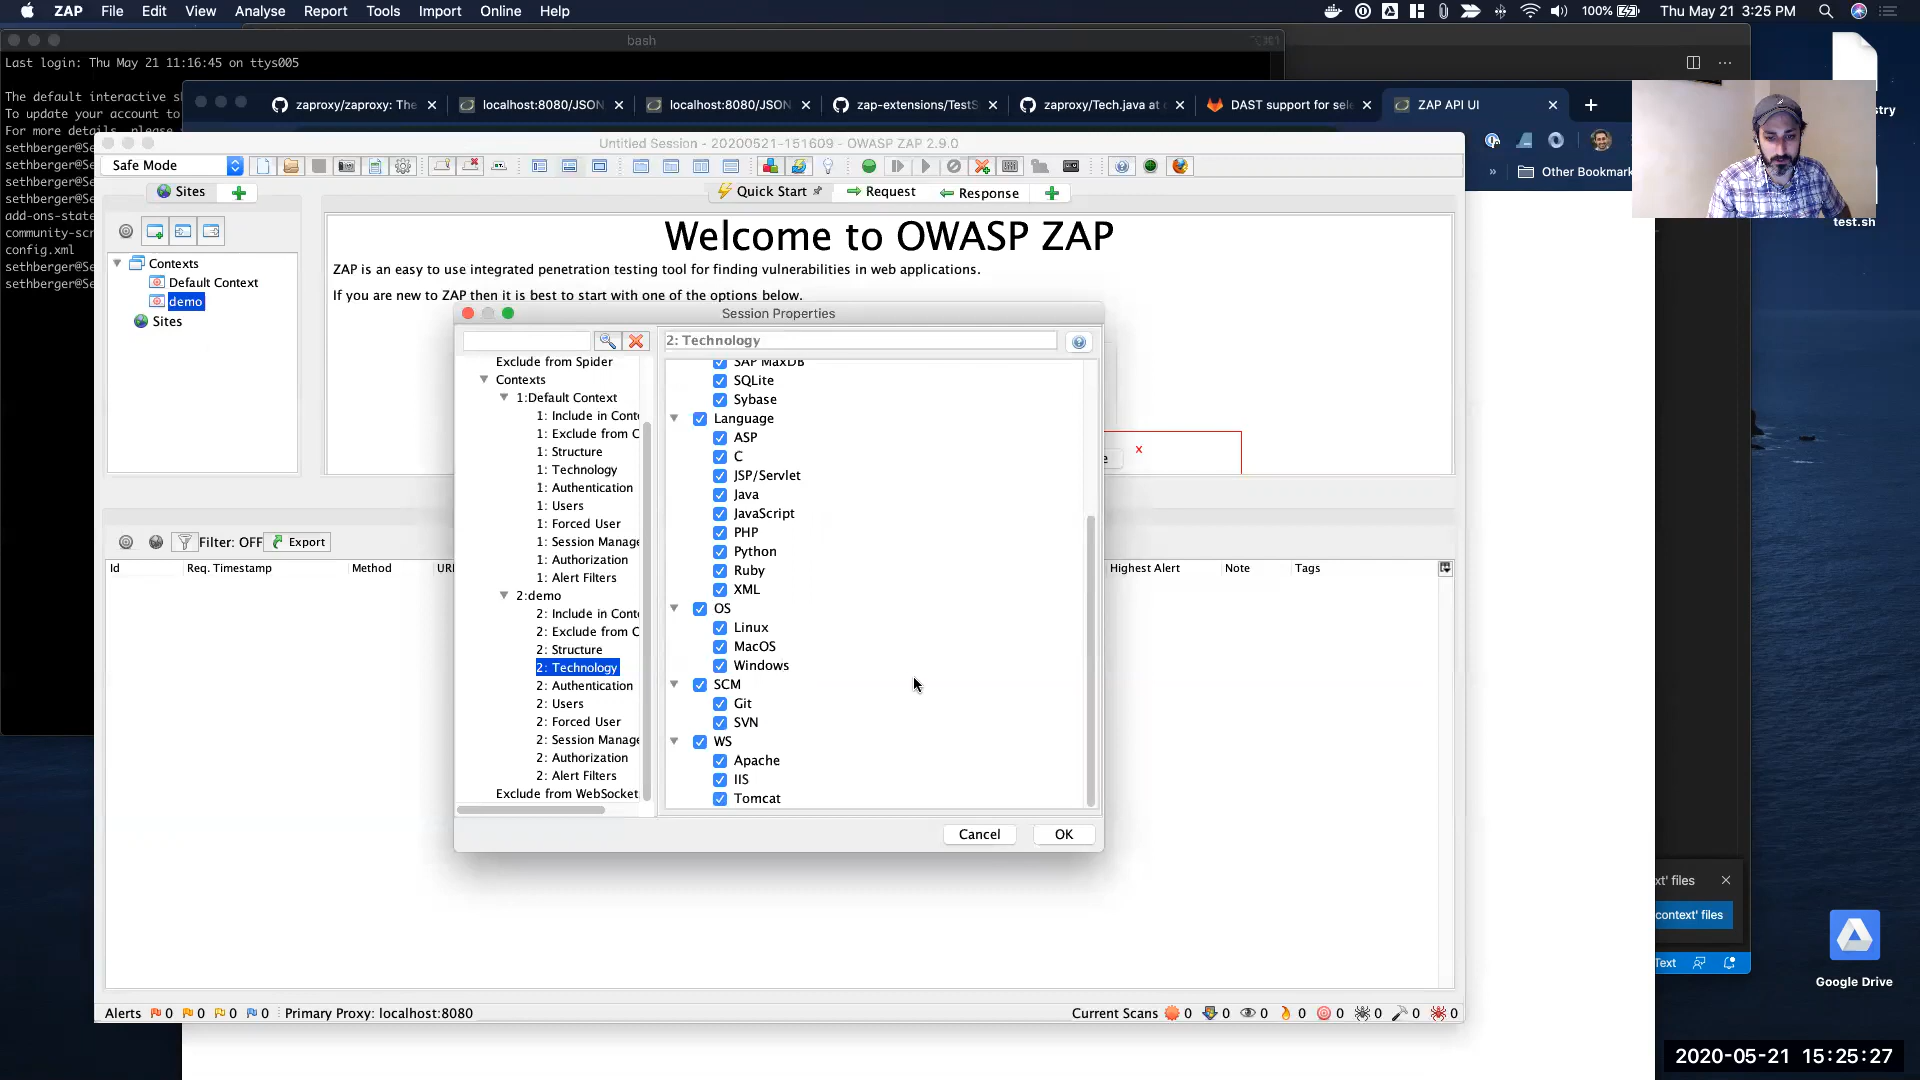 ZAP File Edit View Analyse Report Tools Import Online Help
100% Thu May 21 3:25 PM
bash
Last login: Thu May 21 11:16:45 on ttys005
The default interactive s
To update your account to
For more details, please
zaproxy/zaproxy: The
localhost:8080/JSON
localhost:8080/JSON
zap-extensions/TestS
zaproxy/Tech.java at c
DAST support for sele
ZAP API UI
Other Bookmark
test.sh
Untitled Session - 20200521-151609 - OWASP ZAP 2.9.0
Safe Mode
sethberger@Se
sethberger@Se
sethberger@Se
sethberger@Se
add-ons-state
community-scr
config.xml
sethberger@Se
sethberger@Se
Sites
Quick Start
Request
Response
Welcome to OWASP ZAP
ZAP is an easy to use integrated penetration testing tool for finding vulnerabilities in web applications.
If you are new to ZAP then it is best to start with one of the options below.
Contexts
Default Context
demo
Sites
Session Properties
Exclude from Spider
Contexts
1:Default Context
1: Include in Conte
1: Exclude from C
1: Structure
1: Technology
1: Authentication
1: Users
1: Forced User
1: Session Manage
1: Authorization
1: Alert Filters
2:demo
2: Include in Conte
2: Exclude from C
2: Structure
2: Technology
2: Authentication
2: Users
2: Forced User
2: Session Manage
2: Authorization
2: Alert Filters
Exclude from WebSocket
2: Technology
SAP MaxDB
SQLite
Sybase
Language
ASP
C
JSP/Servlet
Java
JavaScript
PHP
Python
Ruby
XML
OS
Linux
MacOS
Windows
SCM
Git
SVN
WS
Apache
IIS
Tomcat
Cancel
OK
x
Filter: OFF
Export
Id Req. Timestamp Method URL
Highest Alert Note Tags
xt' files
context' files
Text
Google Drive
Alerts 0 0 0 0 Primary Proxy: localhost:8080
Current Scans 0 0 0 0 0 0 0 0
2020-05-21 15:25:27